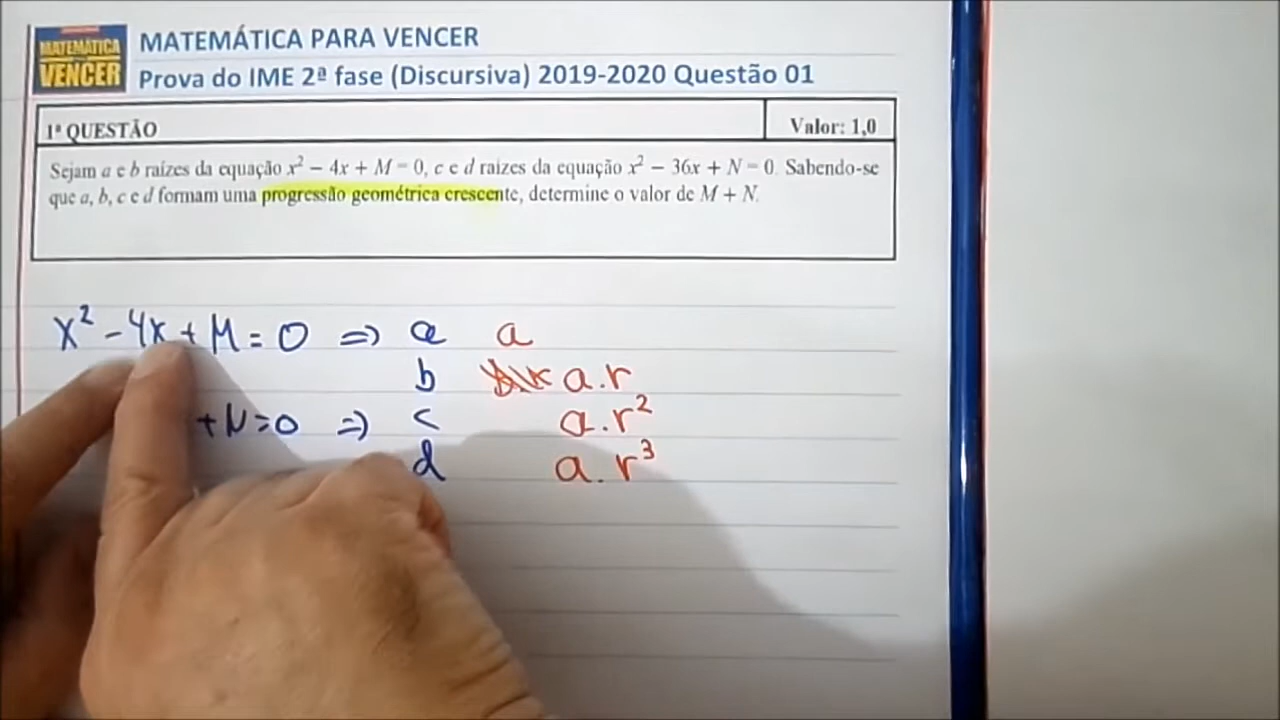 MATEMÁTICA
VENCER
MATEMÁTICA PARA VENCER
Prova do IME 2ª fase (Discursiva) 2019-2020 Questão 01
1ª QUESTÃO
Valor: 1,0
Sejam a e b raízes da equação x² − 4x + M = 0, c e d raízes da equação x² − 36x + N = 0. Sabendo-se
que a, b, c e d formam uma progressão geométrica crescente, determine o valor de M + N.
x² - 4x + M = 0 => a a
b a.r
+ N = 0 => c a.r²
d a.r³